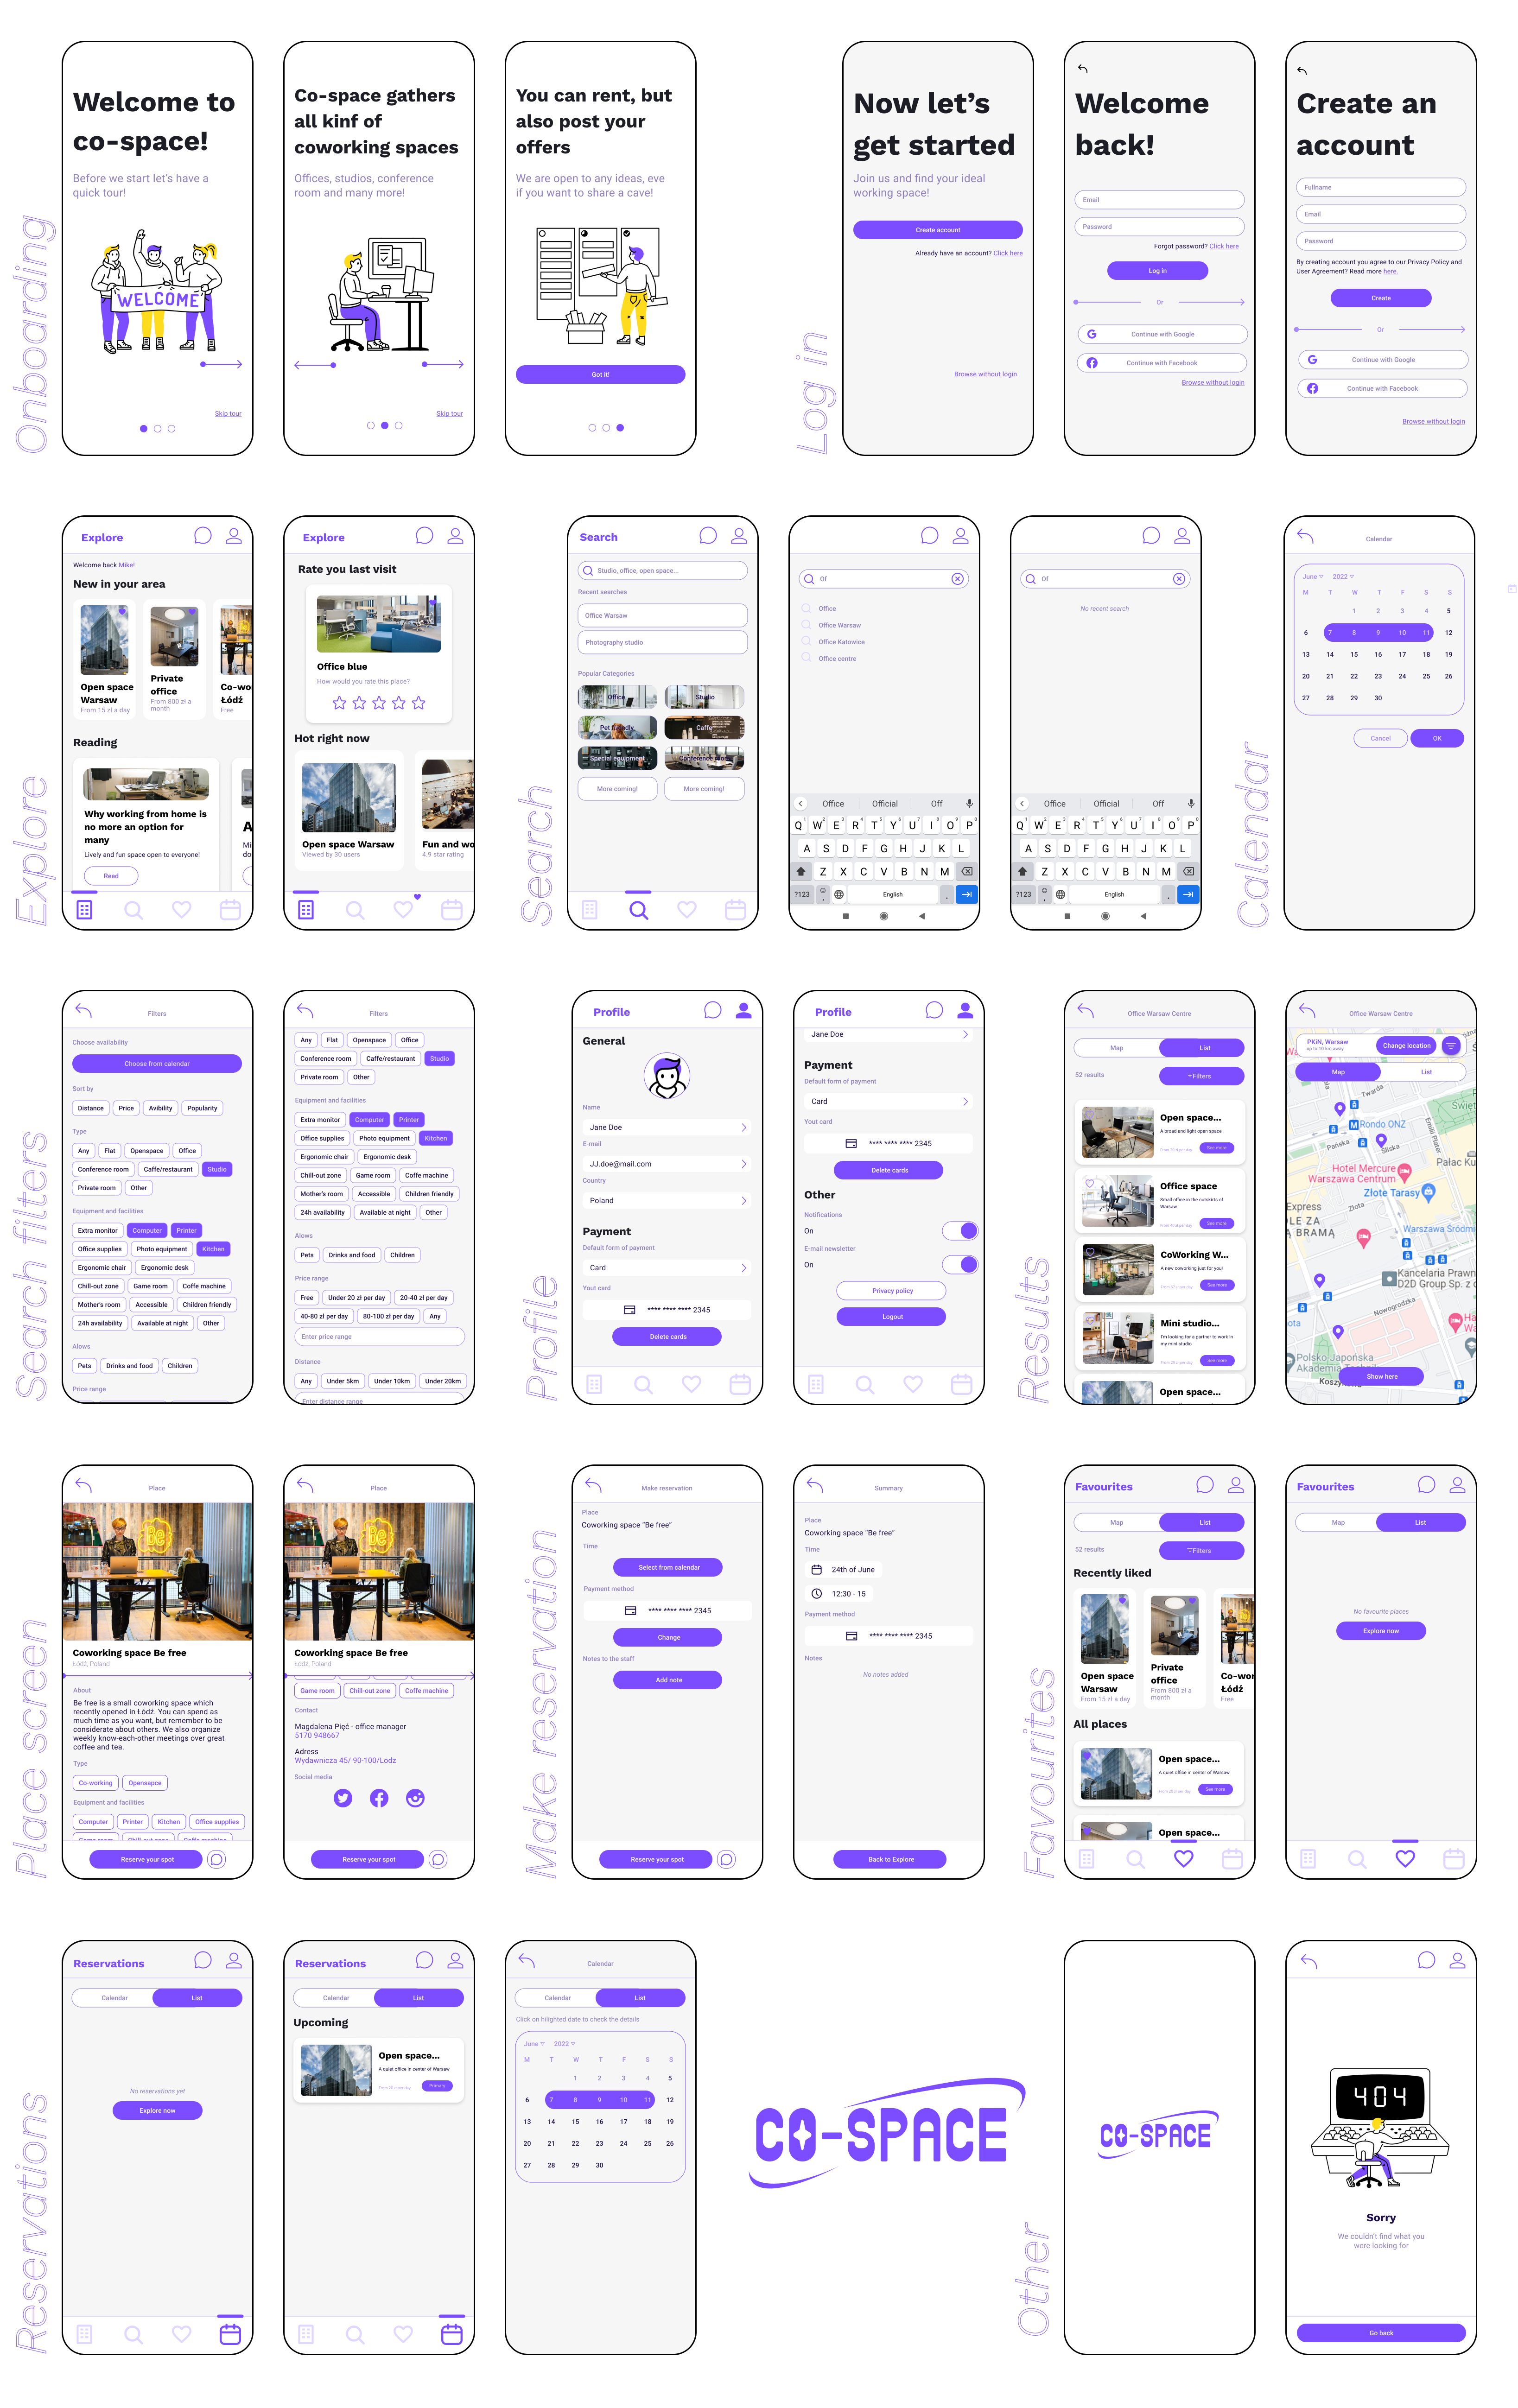 Onboarding
Welcome to
co-space!
Before we start let's have a
quick tour!
WELCOME
Skip tour
Co-space gathers
all kinf of
coworking spaces
Offices, studios, conference
room and many more!
Skip tour
You can rent, but
also post your
offers
We are open to any ideas, eve
if you want to share a cave!
Got it!
Log in
Now let's
get started
Join us and find your ideal
working space!
Create account
Already have an account? Click here
Browse without login
Welcome
back!
Email
Password
Forgot password? Click here
Log in
Or
Continue with Google
Continue with Facebook
Browse without login
Create an
account
Fullname
Email
Password
By creating account you agree to our Privacy Policy and
User Agreement? Read more here.
Create
Or
Continue with Google
Continue with Facebook
Browse without login
Explore
Explore
Welcome back Mike!
New in your area
Open space
Warsaw
From 15 zl a day
Private
office
From 800 zl a
month
Co-wor
Łódź
Free
Reading
Why working from home is
no more an option for
many
Lively and fun space open to everyone!
Read
A
Mi
do
Explore
Rate you last visit
Office blue
How would you rate this place?
Hot right now
Open space Warsaw
Viewed by 30 users
Fun and wo
4.9 star rating
Search
Search
Studio, office, open space...
Recent searches
Office Warsaw
Photography studio
Popular Categories
Office
Studio
Pet friendly
Caffe
Special equipment
Conference room
More coming!
More coming!
Of
Office
Office Warsaw
Office Katowice
Office centre
Office
Official
Off
Q1 W2 E3 R4 T5 Y6 U7 I8 O9 P0
A S D F G H J K L
Z X C V B N M
?123 , English .
Of
No recent search
Office
Official
Off
Q1 W2 E3 R4 T5 Y6 U7 I8 O9 P0
A S D F G H J K L
Z X C V B N M
?123 , English .
Calendar
Calendar
June 2022
M T W T F S S
1 2 3 4 5
6 7 8 9 10 11 12
13 14 15 16 17 18 19
20 21 22 23 24 25 26
27 28 29 30
Cancel
OK
Search filters
Filters
Choose availability
Choose from calendar
Sort by
Distance Price Avibility Popularity
Type
Any Flat Openspace Office
Conference room Caffe/restaurant Studio
Private room Other
Equipment and facilities
Extra monitor Computer Printer
Office supplies Photo equipment Kitchen
Ergonomic chair Ergonomic desk
Chill-out zone Game room Coffe machine
Mother's room Accessible Children friendly
24h availability Available at night Other
Alows
Pets Drinks and food Children
Price range
Filters
Any Flat Openspace Office
Conference room Caffe/restaurant Studio
Private room Other
Equipment and facilities
Extra monitor Computer Printer
Office supplies Photo equipment Kitchen
Ergonomic chair Ergonomic desk
Chill-out zone Game room Coffe machine
Mother's room Accessible Children friendly
24h availability Available at night Other
Alows
Pets Drinks and food Children
Price range
Free Under 20 zł per day 20-40 zł per day
40-80 zł per day 80-100 zł per day Any
Enter price range
Distance
Any Under 5km Under 10km Under 20km
Enter distance range
Profile
Profile
General
Name
Jane Doe
E-mail
JJ.doe@mail.com
Country
Poland
Payment
Default form of payment
Card
Yout card
**** **** **** 2345
Delete cards
Profile
Jane Doe
Payment
Default form of payment
Card
Yout card
**** **** **** 2345
Delete cards
Other
Notifications
On
E-mail newsletter
On
Privacy policy
Logout
Results
Office Warsaw Centre
Map
List
52 results
Filters
Open space...
A broad and light open space
See more
Office space
Small office in the outskirts of
Warsaw
See more
CoWorking W...
A new coworking just for you!
See more
Mini studio...
I'm looking for a partner to work in
my mini studio
See more
Open space...
Office Warsaw Centre
PKiN, Warsaw
up to 10 km away
Change location
Map
List
Twarda
Rondo ONZ
Pańska
Śliska
Emilii Plater
Święt
Hotel Mercure
Warszawa Centrum
Pałac Ku
Złote Tarasy
Express
Złota
LE ZA
BRAMĄ
Warszawa Śródmi
Kancelaria Prawn
D2D Group Sp. z o
Nowogrodzka
Ha
Wa
ota
Polsko-Japońska
Akademia Techn
Koszykowa
Show here
Place screen
Place
Be
Coworking space Be free
Łódź, Poland
About
Be free is a small coworking space which
recently opened in Łódź. You can spend as
much time as you want, but remember to be
considerate about others. We also organize
weekly know-each-other meetings over great
coffee and tea.
Type
Co-working Opensapce
Equipment and facilities
Computer Printer Kitchen Office supplies
Game room Chill-out zone Coffe machine
Reserve your spot
Place
Be
Coworking space Be free
Łódź, Poland
Game room Chill-out zone Coffe machine
Contact
Magdalena Pięć - office manager
5170 948667
Adress
Wydawnicza 45/ 90-100/Lodz
Social media
Reserve your spot
Make reservation
Make reservation
Place
Coworking space "Be free"
Time
Select from calendar
Payment method
**** **** **** 2345
Change
Notes to the staff
Add note
Reserve your spot
Summary
Place
Coworking space "Be free"
Time
24th of June
12:30 - 15
Payment method
**** **** **** 2345
Notes
No notes added
Back to Explore
Favourites
Favourites
Map
List
52 results
Filters
Recently liked
Open space
Warsaw
From 15 zl a day
Private
office
From 800 zl a
month
Co-wor
Łódź
Free
All places
Open space...
A quiet office in center of Warsaw
See more
Open space...
Favourites
Map
List
No favourite places
Explore now
Reservations
Reservations
Calendar
List
No reservations yet
Explore now
Reservations
Calendar
List
Upcoming
Open space...
A quiet office in center of Warsaw
Primary
Calendar
Calendar
List
Click on hilighted date to check the details
June 2022
M T W T F S S
1 2 3 4 5
6 7 8 9 10 11 12
13 14 15 16 17 18 19
20 21 22 23 24 25 26
27 28 29 30
CO-SPACE
Other
CO-SPACE
404
Sorry
We couldn't find what you
were looking for
Go back